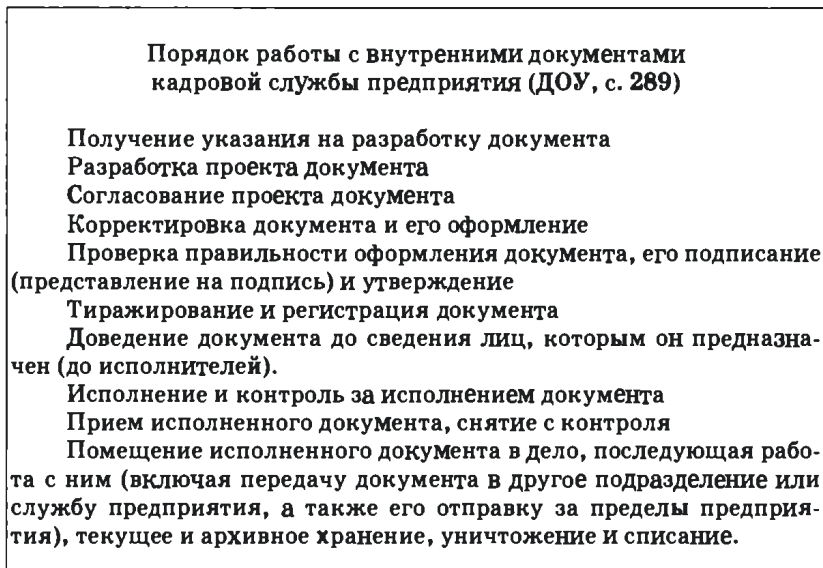 Порядок работы с внутренними документами
кадровой службы предприятия (ДОУ, с. 289)
Получение указания на разработку документа
Разработка проекта документа
Согласование проекта документа
Корректировка документа и его оформление
Проверка правильности оформления документа, его подписание
(представление на подпись) и утверждение
Тиражирование и регистрация документа
Доведение документа до сведения лиц, которым он предназна-
чен (до исполнителей).
Исполнение и контроль за исполнением документа
Прием исполненного документа, снятие с контроля
Помещение исполненного документа в дело, последующая рабо-
та с ним (включая передачу документа в другое подразделение или
службу предприятия, а также его отправку за пределы предприя-
тия), текущее и архивное хранение, уничтожение и списание.